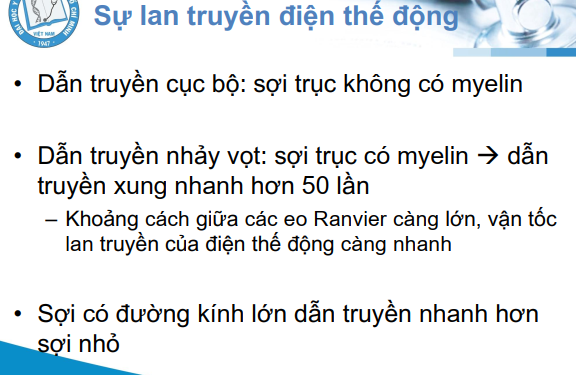 Sự lan truyền điện thế động
VIỆT NAM
1947
• Dẫn truyền cục bộ: sợi trục không có myelin
• Dẫn truyền nhảy vọt: sợi trục có myelin → dẫn
truyền xung nhanh hơn 50 lần
– Khoảng cách giữa các eo Ranvier càng lớn, vận tốc
lan truyền của điện thế động càng nhanh
• Sợi có đường kính lớn dẫn truyền nhanh hơn
sợi nhỏ